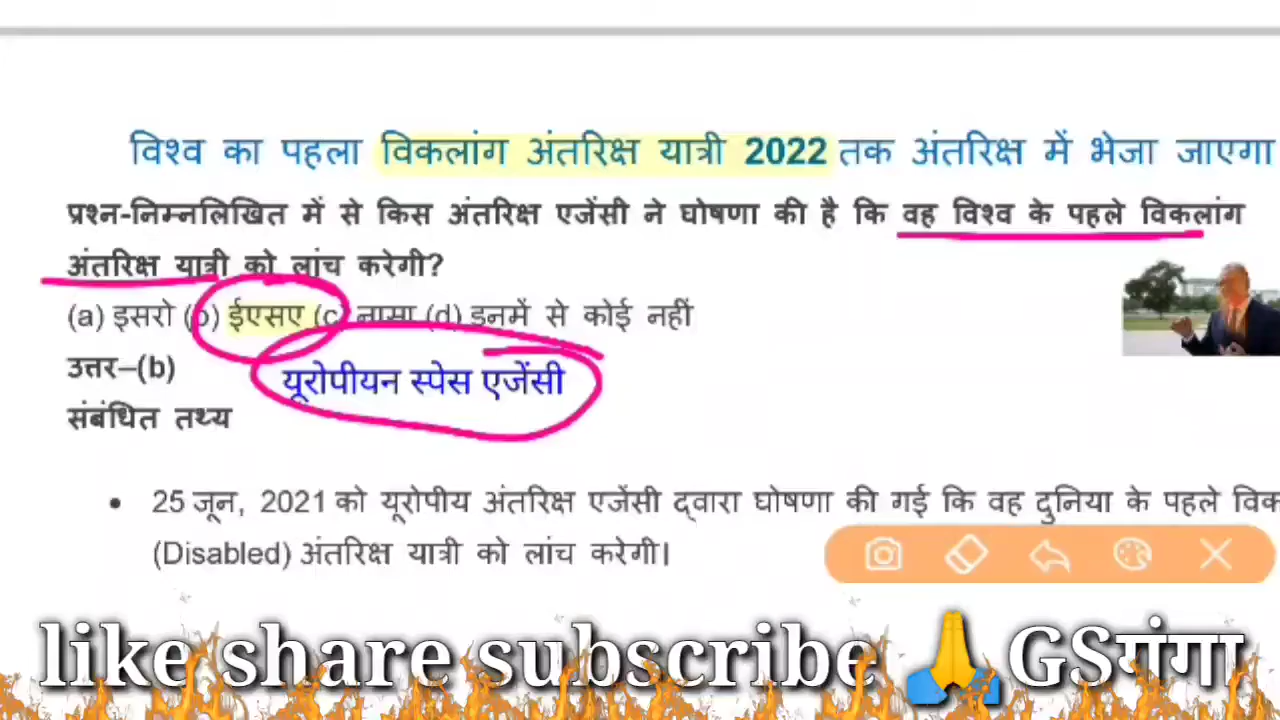 विश्व का पहला विकलांग अंतरिक्ष यात्री 2022 तक अंतरिक्ष में भेजा जाएगा
प्रश्न-निम्नलिखित में से किस अंतरिक्ष एजेंसी ने घोषणा की है कि वह विश्व के पहले विकलांग
अंतरिक्ष यात्री को लांच करेगी?
(a) इसरो (b) ईएसए (c) नासा (d) इनमें से कोई नहीं
उत्तर–(b)
यूरोपीयन स्पेस एजेंसी
संबंधित तथ्य
• 25 जून, 2021 को यूरोपीय अंतरिक्ष एजेंसी द्वारा घोषणा की गई कि वह दुनिया के पहले
(Disabled) अंतरिक्ष यात्री को लांच करेगी।
like share subscribe 🙏 GSगंगा